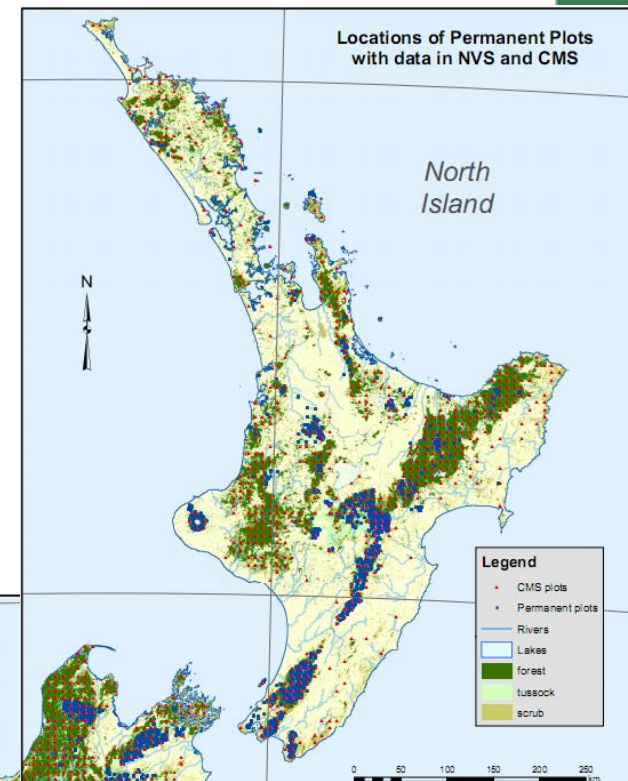 Locations of Permanent Plots
with data in NVS and CMS
North
Island
N
Legend
CMS plots
Permanent plots
Rivers
Lakes
forest
tussock
scrub
0 50 100 150 200 250
km